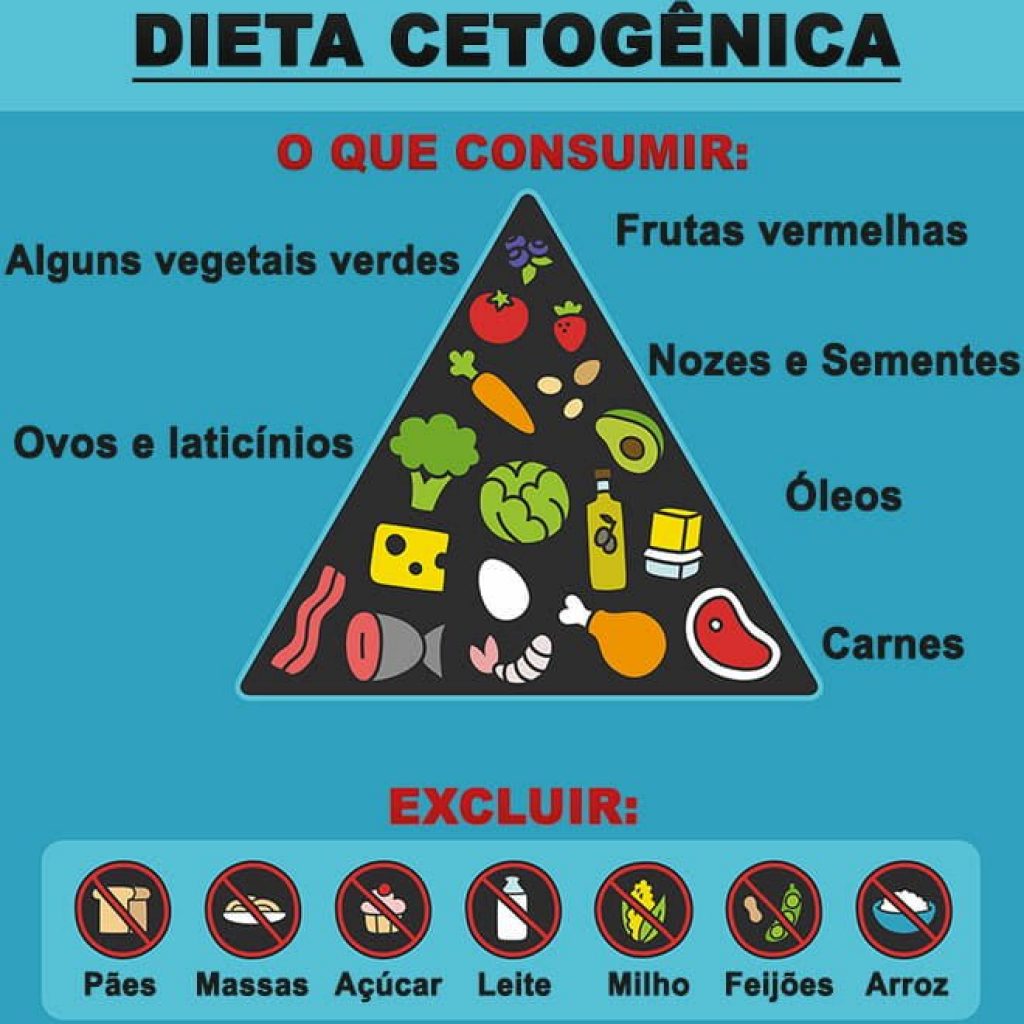 DIETA CETOGÊNICA
O QUE CONSUMIR:
Frutas vermelhas
Alguns vegetais verdes
Nozes e Sementes
Ovos e laticínios
Óleos
Carnes
EXCLUIR:
Pães Massas Açúcar Leite Milho Feijões Arroz